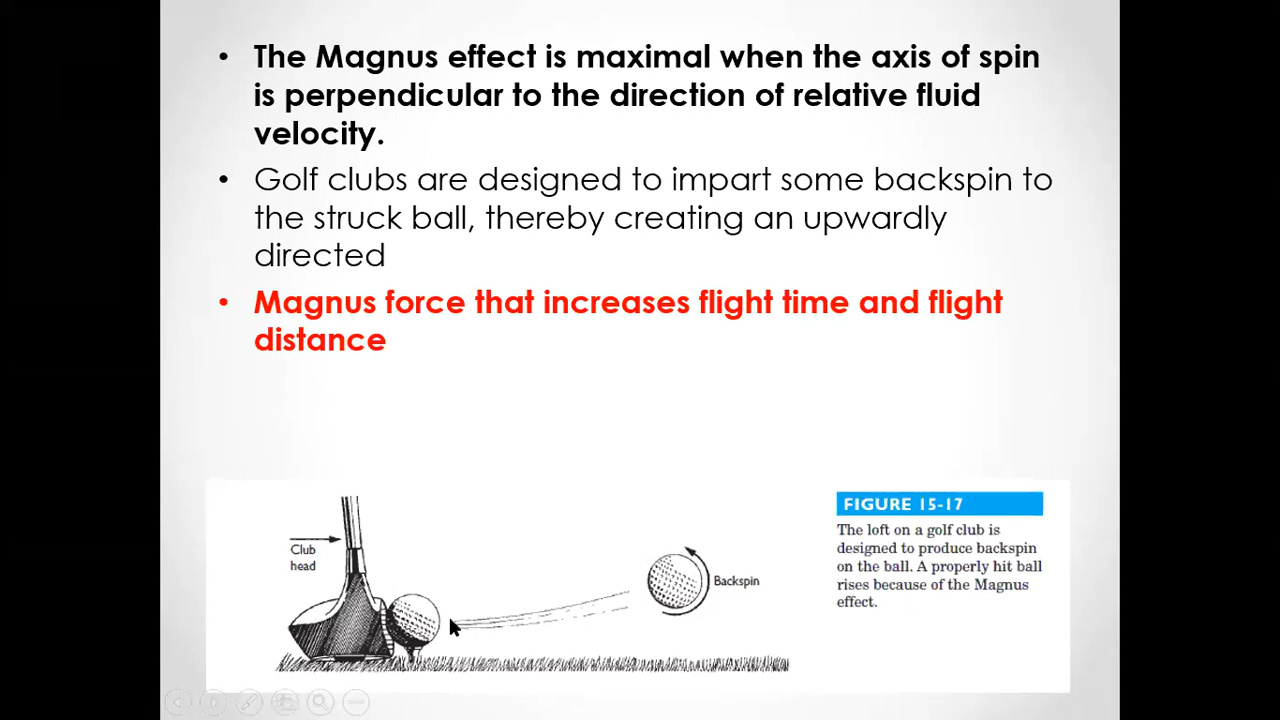 • The Magnus effect is maximal when the axis of spin
is perpendicular to the direction of relative fluid
velocity.
• Golf clubs are designed to impart some backspin to
the struck ball, thereby creating an upwardly
directed
• Magnus force that increases flight time and flight
distance
Club
head
Backspin
FIGURE 15-17
The loft on a golf club is
designed to produce backspin
on the ball. A properly hit ball
rises because of the Magnus
effect.